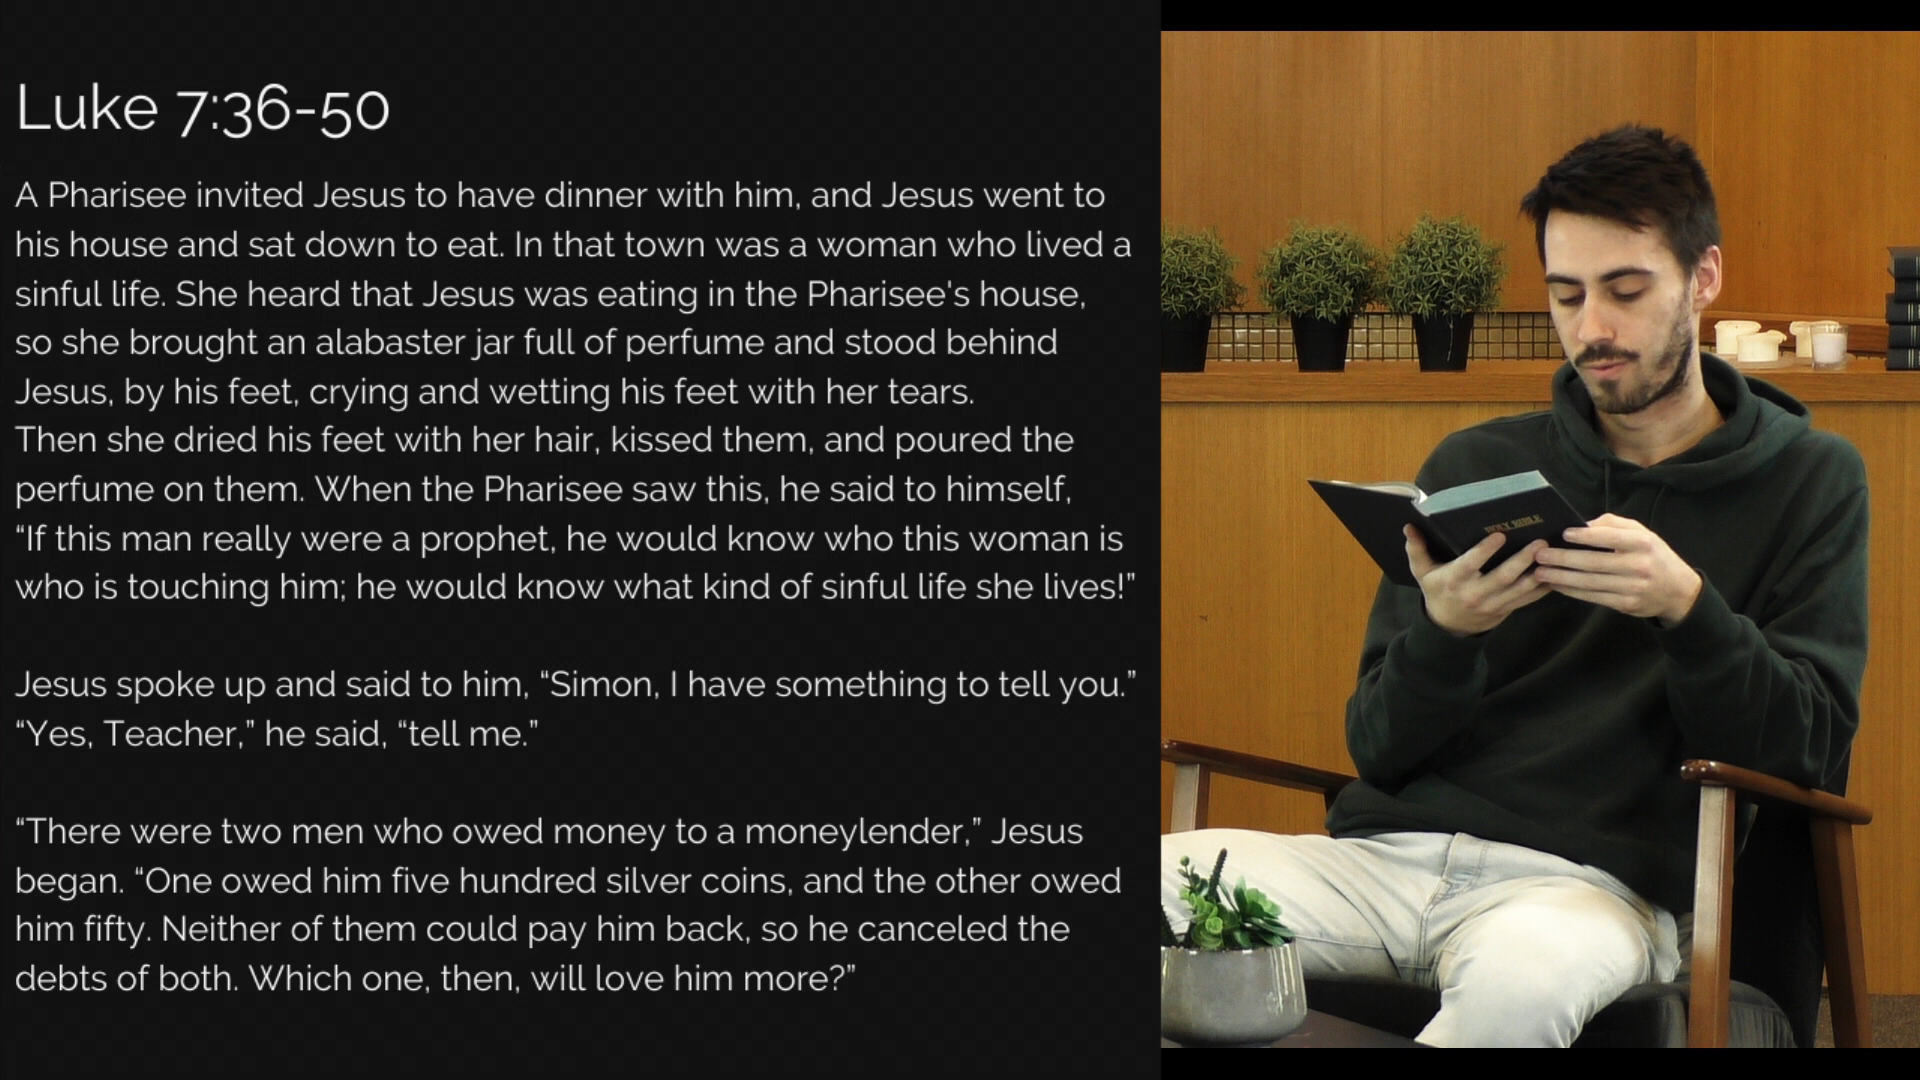 Luke 7:36-50
A Pharisee invited Jesus to have dinner with him, and Jesus went to
his house and sat down to eat. In that town was a woman who lived a
sinful life. She heard that Jesus was eating in the Pharisee's house,
so she brought an alabaster jar full of perfume and stood behind
Jesus, by his feet, crying and wetting his feet with her tears.
Then she dried his feet with her hair, kissed them, and poured the
perfume on them. When the Pharisee saw this, he said to himself,
“If this man really were a prophet, he would know who this woman is
who is touching him; he would know what kind of sinful life she lives!”
Jesus spoke up and said to him, “Simon, I have something to tell you.”
“Yes, Teacher,” he said, “tell me.”
“There were two men who owed money to a moneylender,” Jesus
began. “One owed him five hundred silver coins, and the other owed
him fifty. Neither of them could pay him back, so he canceled the
debts of both. Which one, then, will love him more?”
HOLY BIBLE